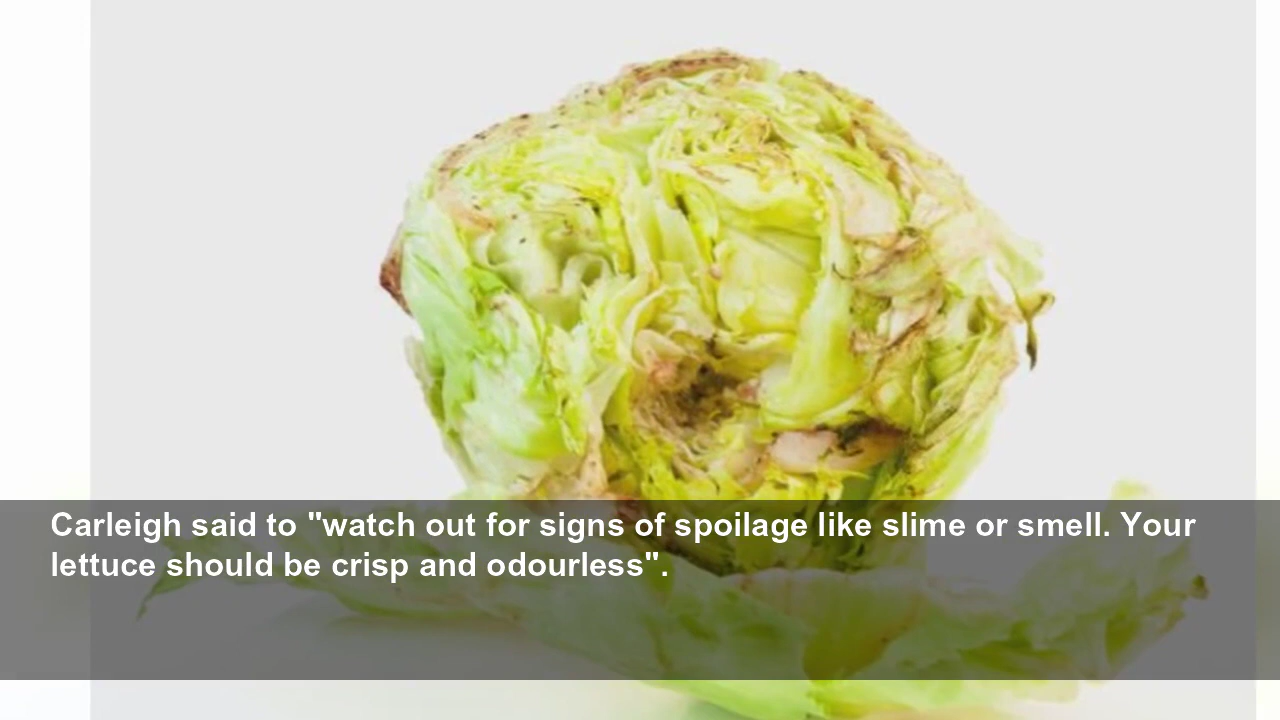 Carleigh said to "watch out for signs of spoilage like slime or smell. Your
lettuce should be crisp and odourless".